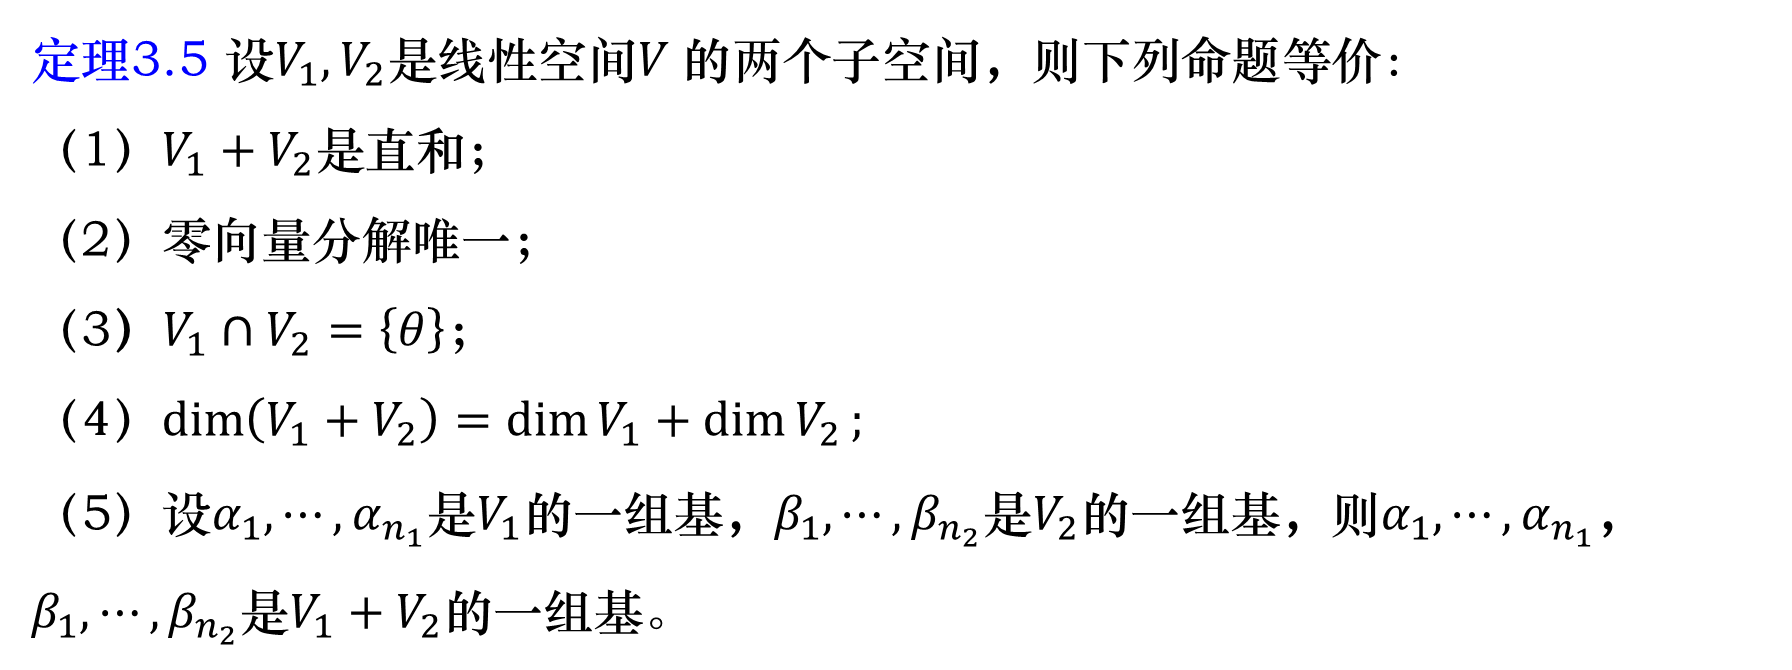 定理3.5 设V₁, V₂是线性空间V 的两个子空间，则下列命题等价：
（1）V₁ + V₂是直和；
（2）零向量分解唯一；
（3）V₁ ∩ V₂ = {θ}；
（4）dim(V₁ + V₂) = dim V₁ + dim V₂ ;
（5）设α₁, ⋯ , αₙ₁是V₁的一组基，β₁, ⋯ , βₙ₂是V₂的一组基，则α₁, ⋯ , αₙ₁，
β₁, ⋯ , βₙ₂是V₁ + V₂的一组基。